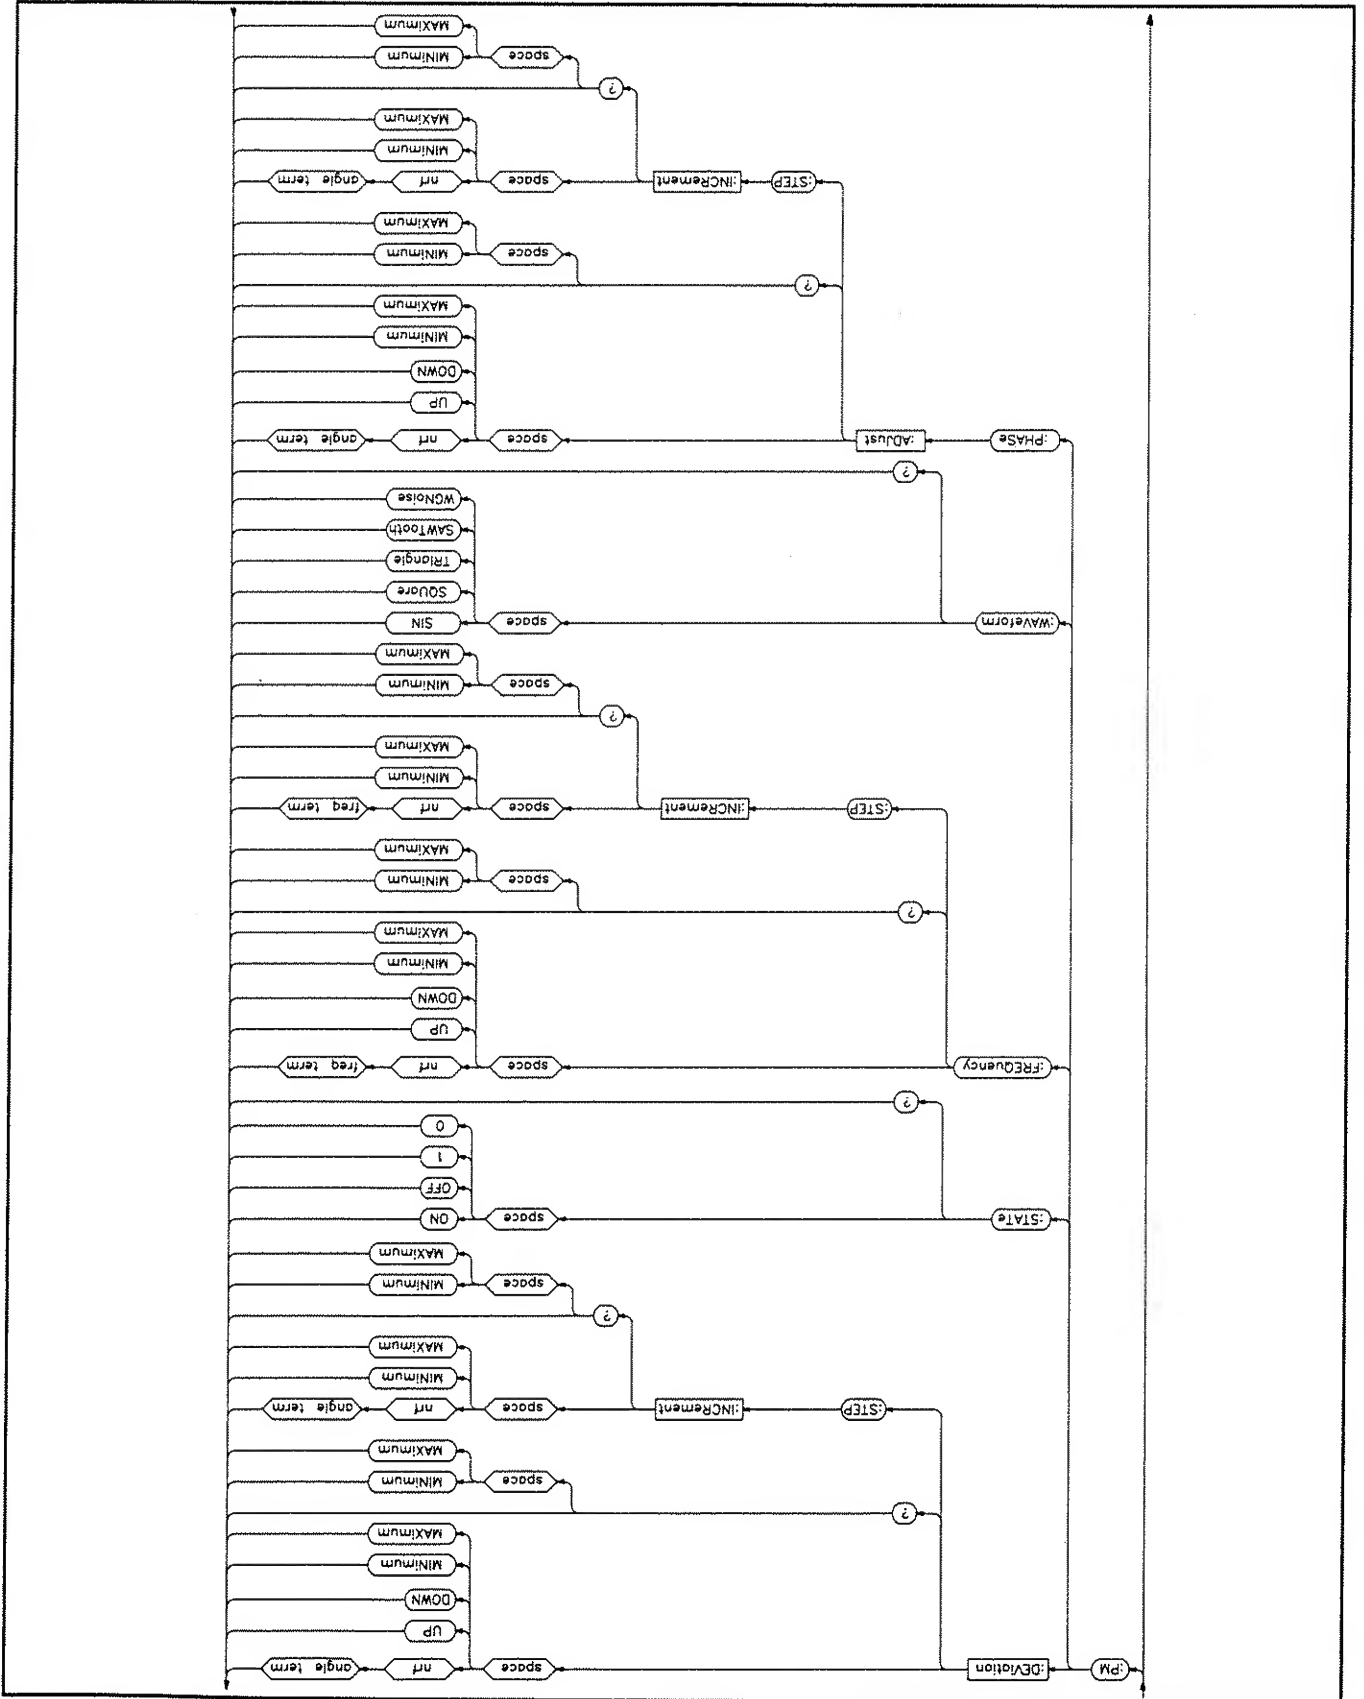 :PM :DEViation space nrf angle term
UP
DOWN
MINimum
MAXimum
?
space MINimum
MAXimum
:STEP :INCRement space nrf angle term
MINimum
MAXimum
?
space MINimum
MAXimum
:STATe space ON
OFF
1
0
?
:FREQuency space nrf freq term
UP
DOWN
MINimum
MAXimum
?
space MINimum
MAXimum
:STEP :INCRement space nrf freq term
MINimum
MAXimum
?
space MINimum
MAXimum
:WAVeform space SIN
SQUare
TRIangle
SAWTooth
WGNoise
?
:PHASe :ADJust space nrf angle term
UP
DOWN
MINimum
MAXimum
?
space MINimum
MAXimum
:STEP :INCRement space nrf angle term
MINimum
MAXimum
?
space MINimum
MAXimum